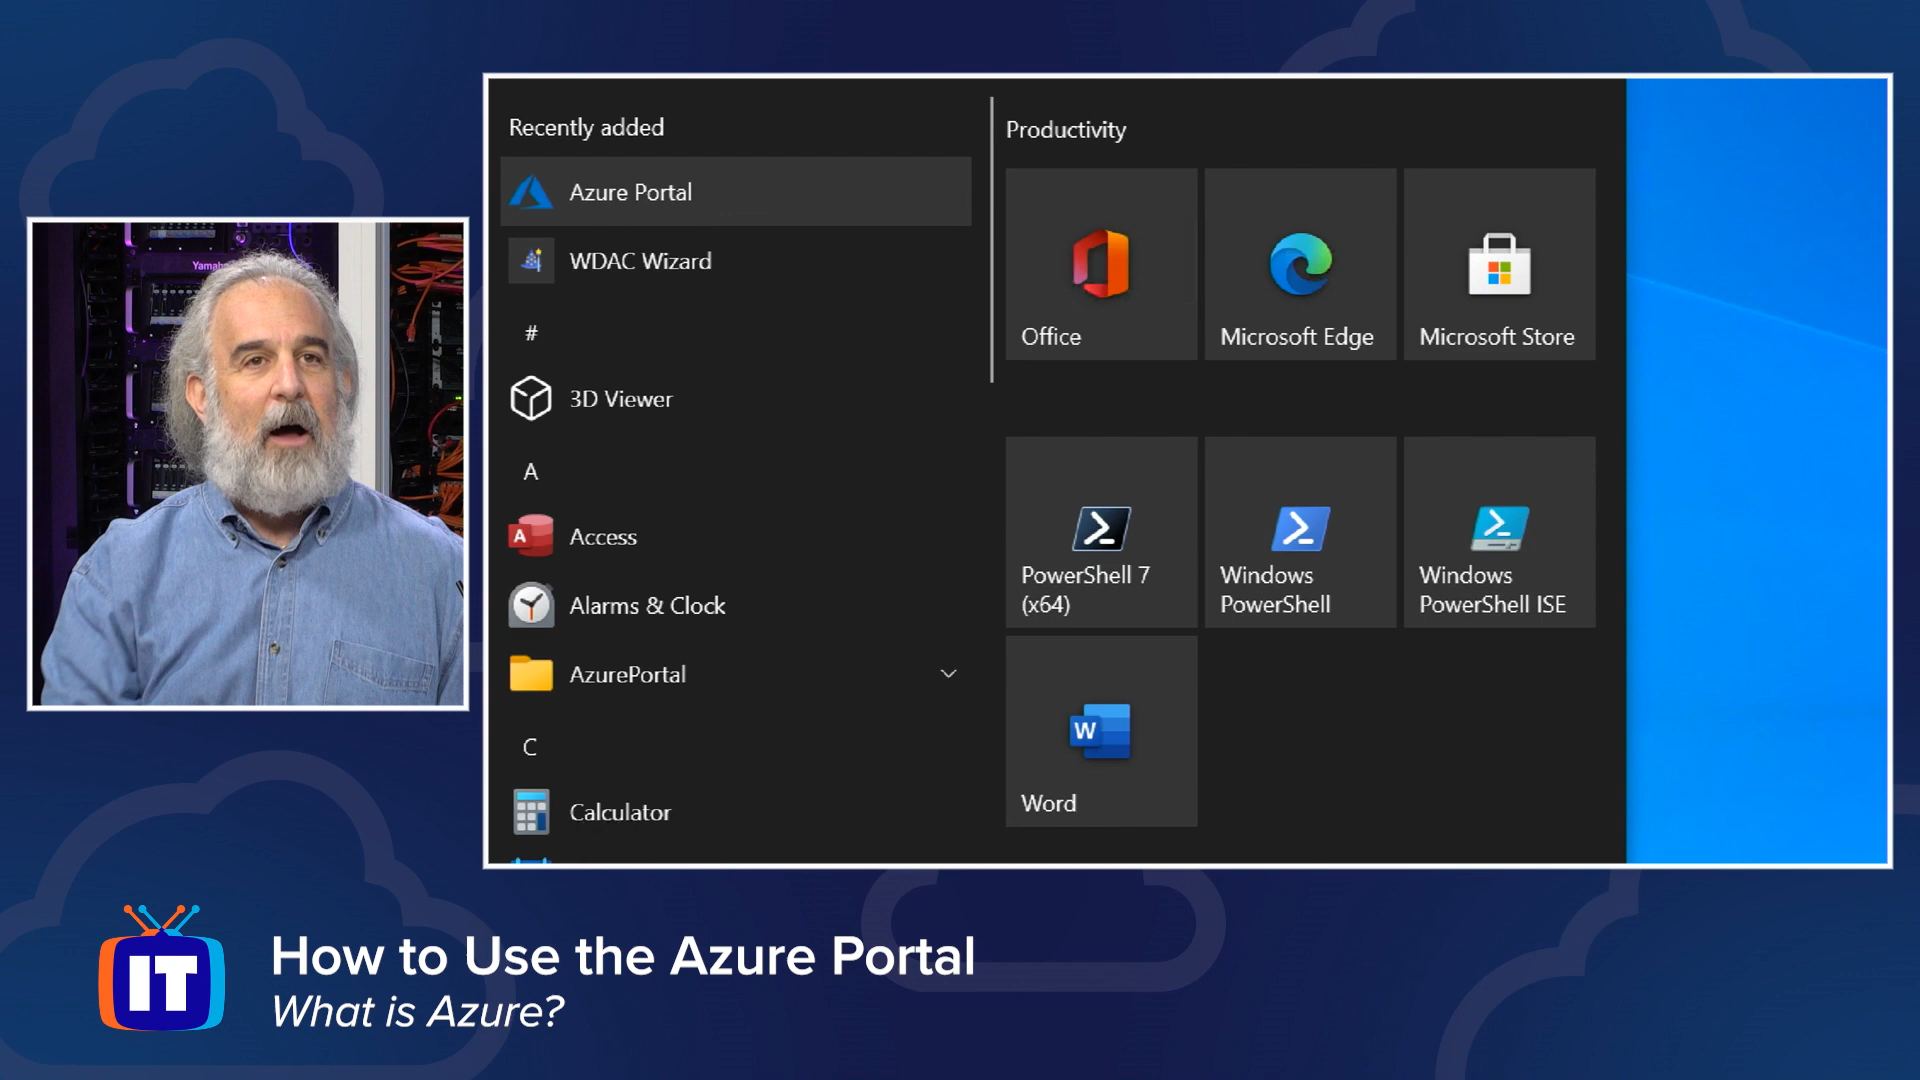 Yamah
Recently added
Azure Portal
WDAC Wizard
#
3D Viewer
A
A
Access
Alarms & Clock
AzurePortal
C
Calculator
Productivity
Office
Microsoft Edge
Microsoft Store
PowerShell 7
(x64)
Windows
PowerShell
Windows
PowerShell ISE
W
Word
IT
How to Use the Azure Portal
What is Azure?